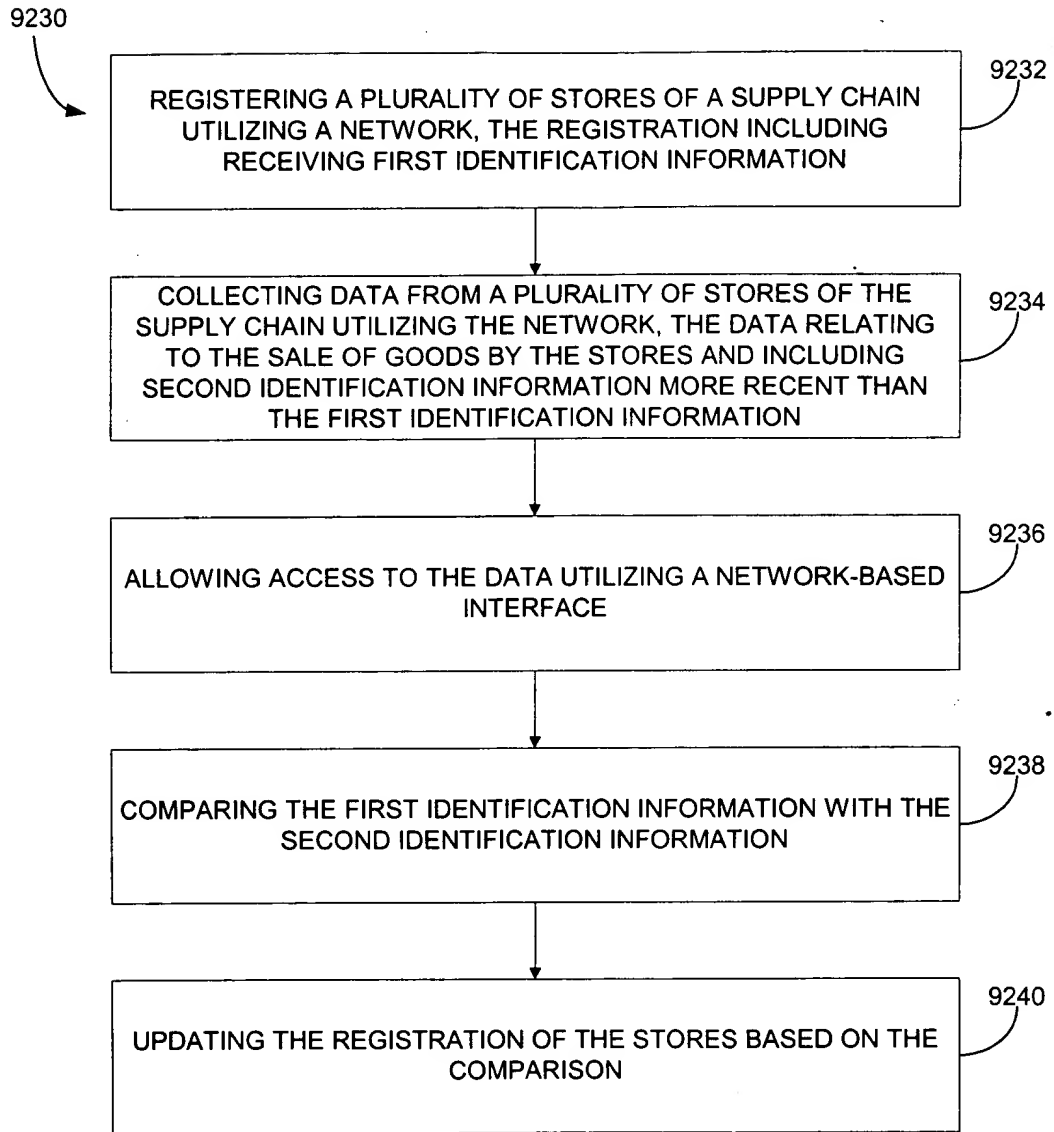 9230
9232
REGISTERING A PLURALITY OF STORES OF A SUPPLY CHAIN
UTILIZING A NETWORK, THE REGISTRATION INCLUDING
RECEIVING FIRST IDENTIFICATION INFORMATION
9234
COLLECTING DATA FROM A PLURALITY OF STORES OF THE
SUPPLY CHAIN UTILIZING THE NETWORK, THE DATA RELATING
TO THE SALE OF GOODS BY THE STORES AND INCLUDING
SECOND IDENTIFICATION INFORMATION MORE RECENT THAN
THE FIRST IDENTIFICATION INFORMATION
9236
ALLOWING ACCESS TO THE DATA UTILIZING A NETWORK-BASED
INTERFACE
9238
COMPARING THE FIRST IDENTIFICATION INFORMATION WITH THE
SECOND IDENTIFICATION INFORMATION
9240
UPDATING THE REGISTRATION OF THE STORES BASED ON THE
COMPARISON